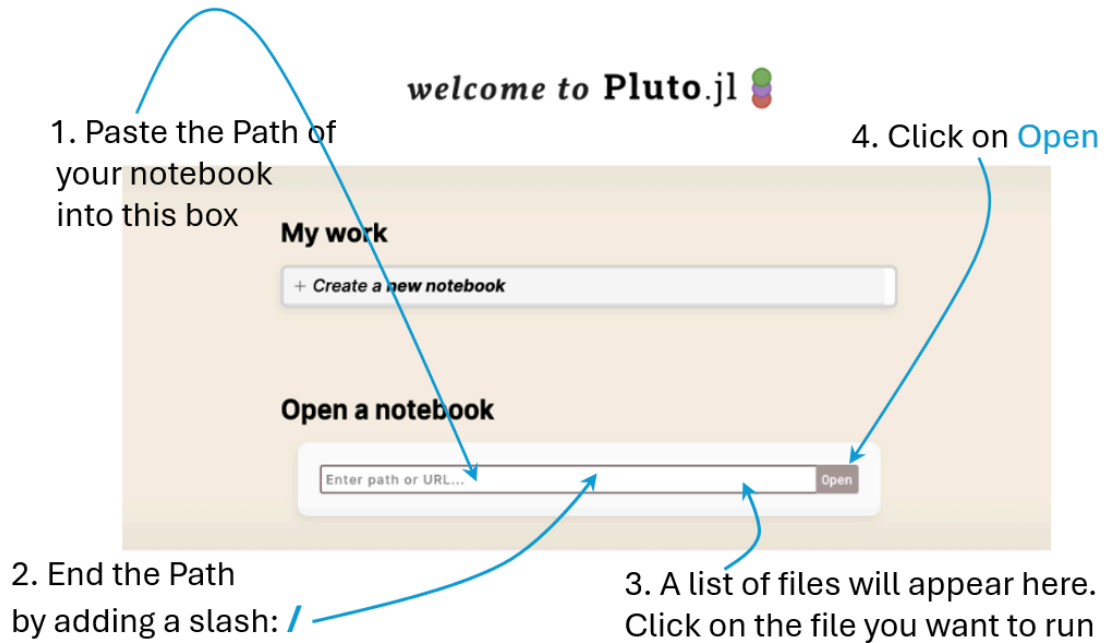 welcome to Pluto.jl
1. Paste the Path of
your notebook
into this box
4. Click on Open
My work
+ Create a new notebook
Open a notebook
Enter path or URL...
Open
2. End the Path
by adding a slash: /
3. A list of files will appear here.
Click on the file you want to run